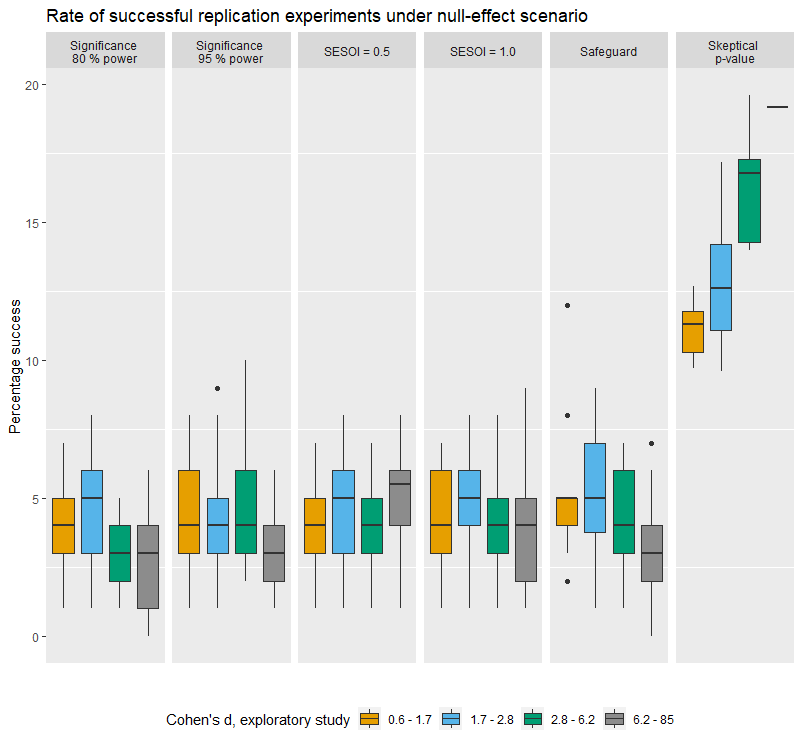 Rate of successful replication experiments under null-effect scenario
Significance
80 % power
Significance
95 % power
SESOI = 0.5
SESOI = 1.0
Safeguard
Skeptical
p-value
Percentage success
20
15
10
5
0
Cohen's d, exploratory study
0.6 - 1.7
1.7 - 2.8
2.8 - 6.2
6.2 - 85